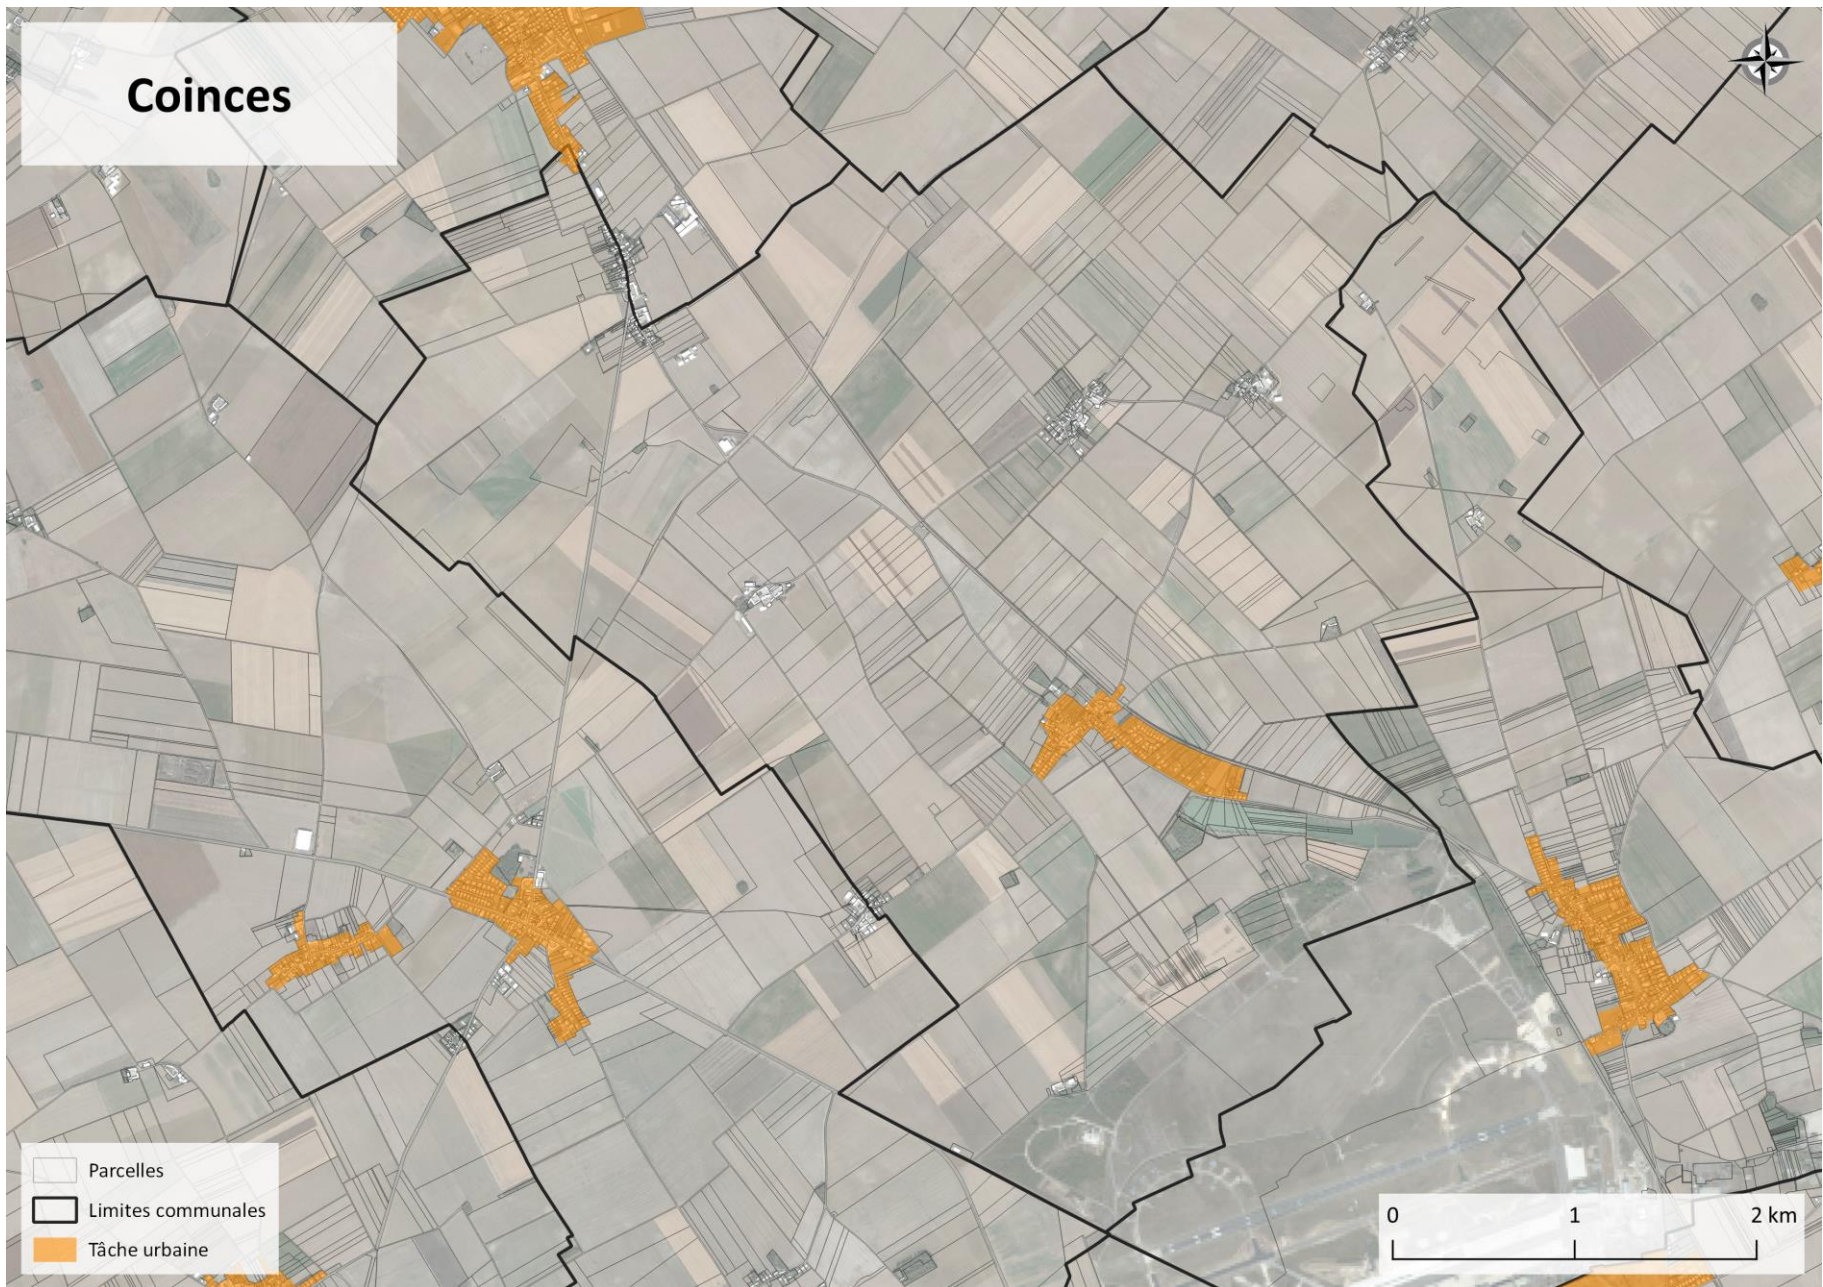 Coinces
Parcelles
Limites communales
Tâche urbaine
0 1 2 km